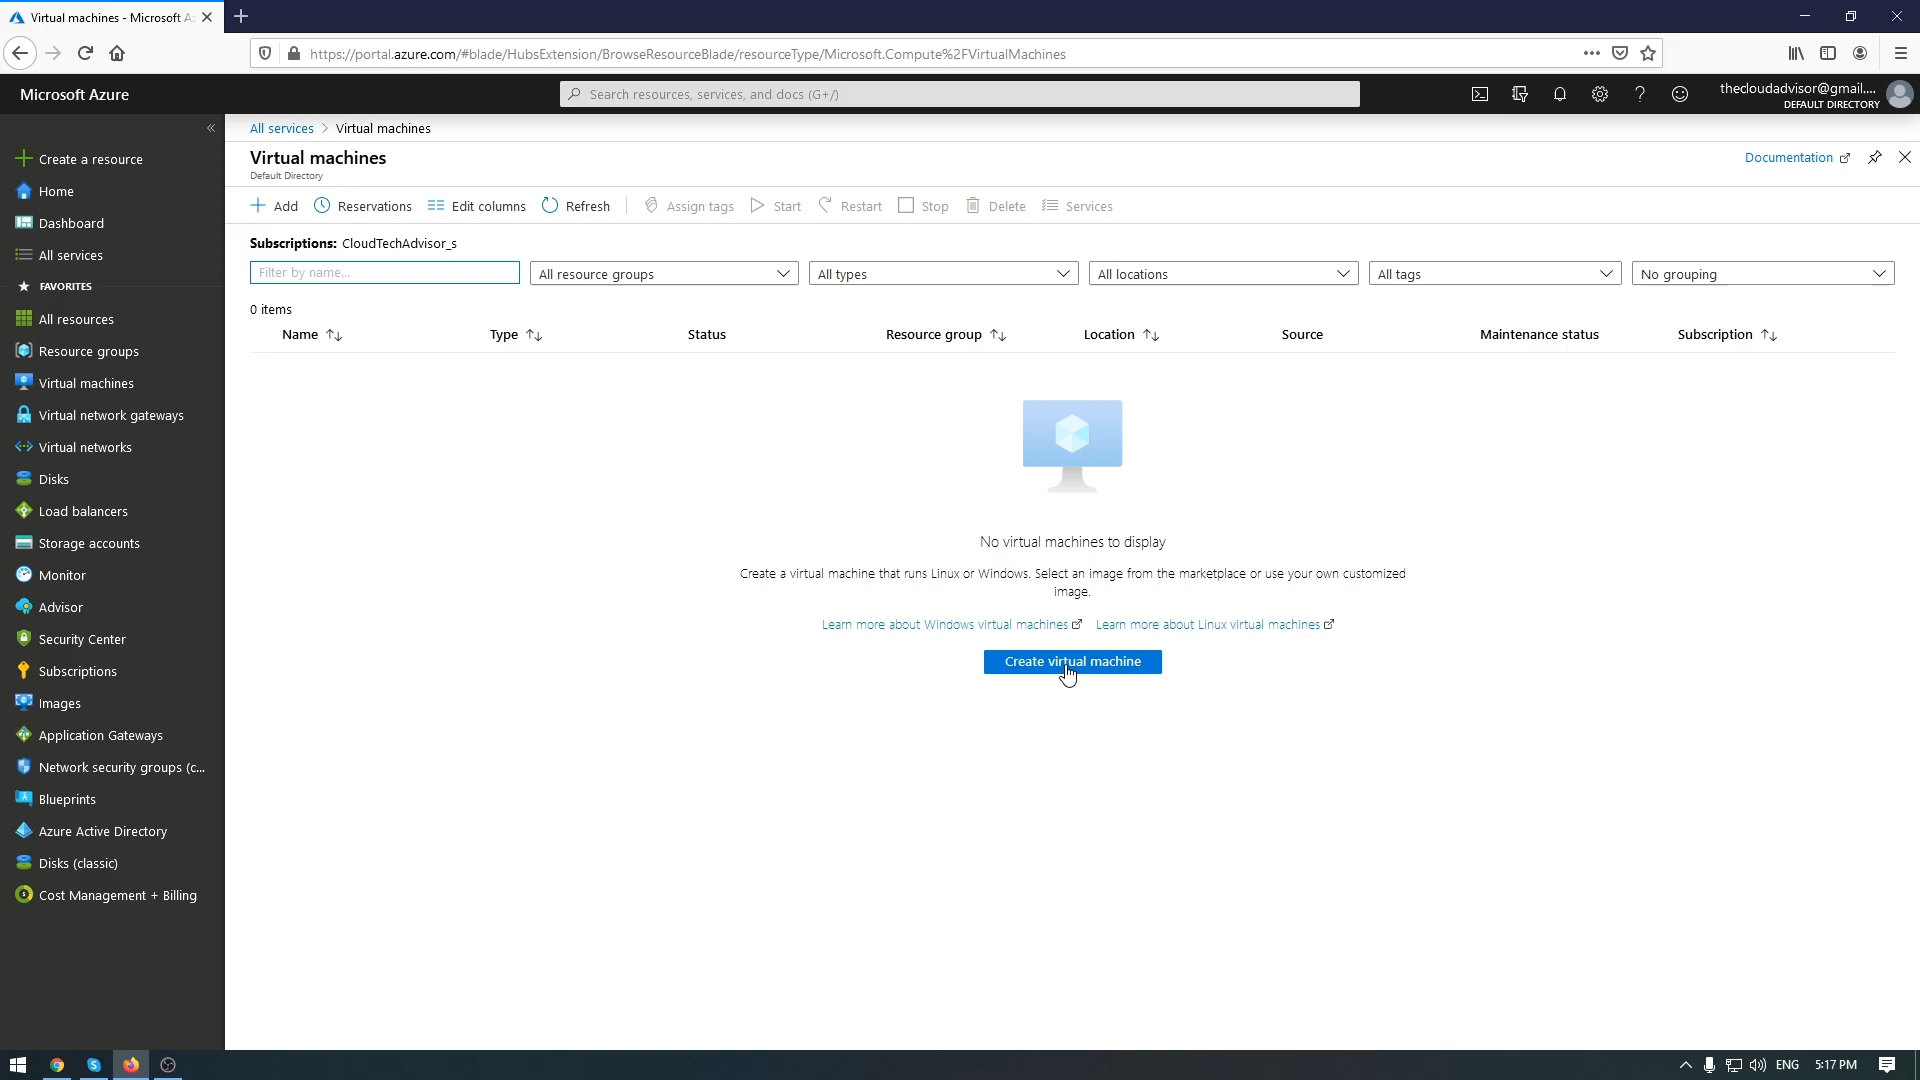 Virtual machines - Microsoft Az
https://portal.azure.com/#blade/HubsExtension/BrowseResourceBlade/resourceType/Microsoft.Compute%2FVirtualMachines
Microsoft Azure
Search resources, services, and docs (G+/)
thecloudadvisor@gmail....
DEFAULT DIRECTORY
Create a resource
Home
Dashboard
All services
FAVORITES
All resources
Resource groups
Virtual machines
Virtual network gateways
Virtual networks
Disks
Load balancers
Storage accounts
Monitor
Advisor
Security Center
Subscriptions
Images
Application Gateways
Network security groups (c...
Blueprints
Azure Active Directory
Disks (classic)
Cost Management + Billing
All services > Virtual machines
Virtual machines
Default Directory
Documentation
Add Reservations Edit columns Refresh Assign tags Start Restart Stop Delete Services
Subscriptions: CloudTechAdvisor_s
Filter by name... All resource groups All types All locations All tags No grouping
0 items
Name Type Status Resource group Location Source Maintenance status Subscription
No virtual machines to display
Create a virtual machine that runs Linux or Windows. Select an image from the marketplace or use your own customized
image.
Learn more about Windows virtual machines Learn more about Linux virtual machines
Create virtual machine
ENG 5:17 PM